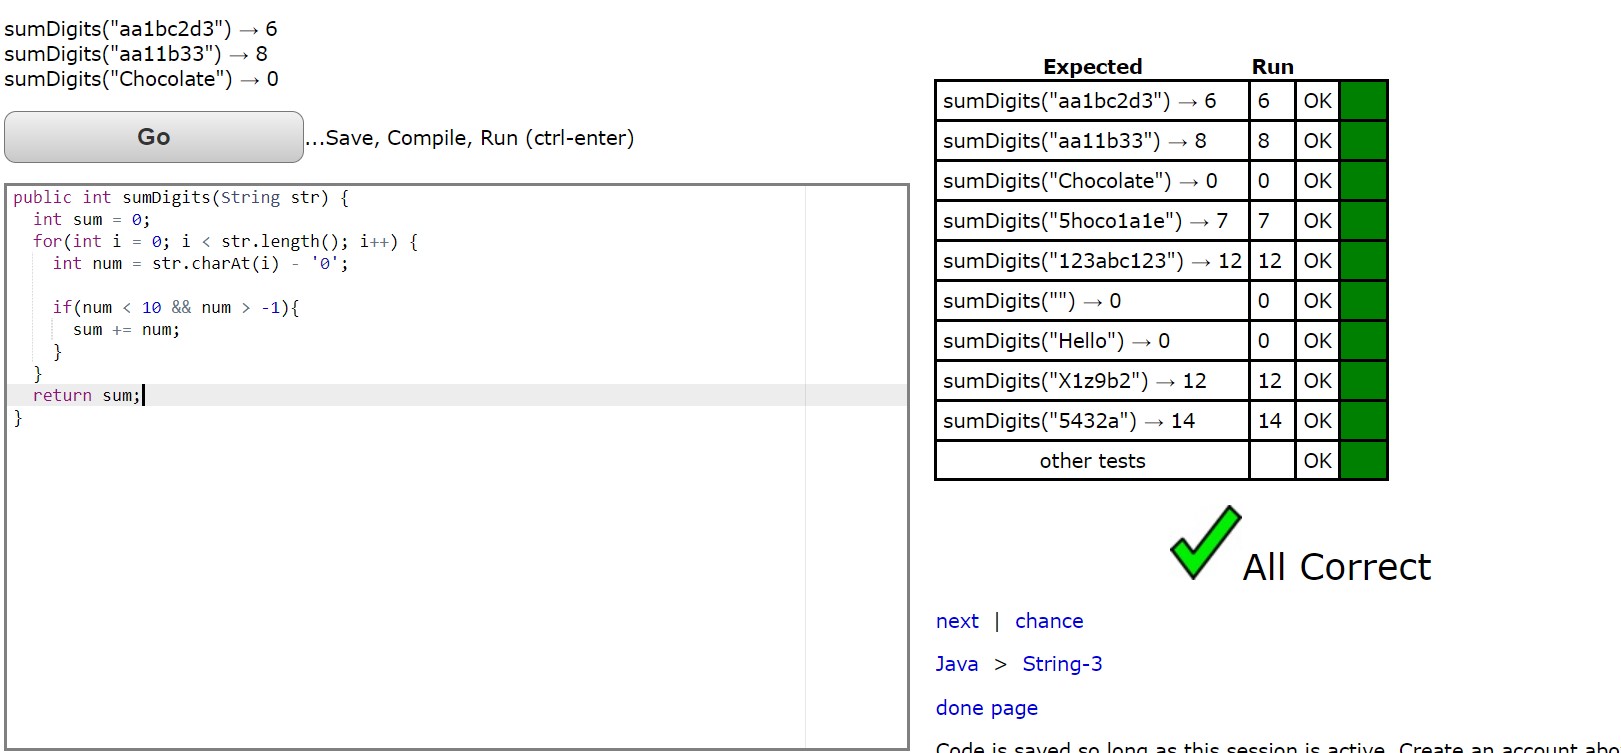 sumDigits("aa1bc2d3") → 6
sumDigits("aa11b33") → 8
sumDigits("Chocolate") → 0
Go ...Save, Compile, Run (ctrl-enter)
public int sumDigits(String str) {
  int sum = 0;
  for(int i = 0; i < str.length(); i++) {
    int num = str.charAt(i) - '0';
    if(num < 10 && num > -1){
      sum += num;
    }
  }
  return sum;
}
Expected Run
sumDigits("aa1bc2d3") → 6 6 OK
sumDigits("aa11b33") → 8 8 OK
sumDigits("Chocolate") → 0 0 OK
sumDigits("5hoco1a1e") → 7 7 OK
sumDigits("123abc123") → 12 12 OK
sumDigits("") → 0 0 OK
sumDigits("Hello") → 0 0 OK
sumDigits("X1z9b2") → 12 12 OK
sumDigits("5432a") → 14 14 OK
other tests OK
All Correct
next | chance
Java > String-3
done page
Code is saved so long as this session is active. Create an account abo